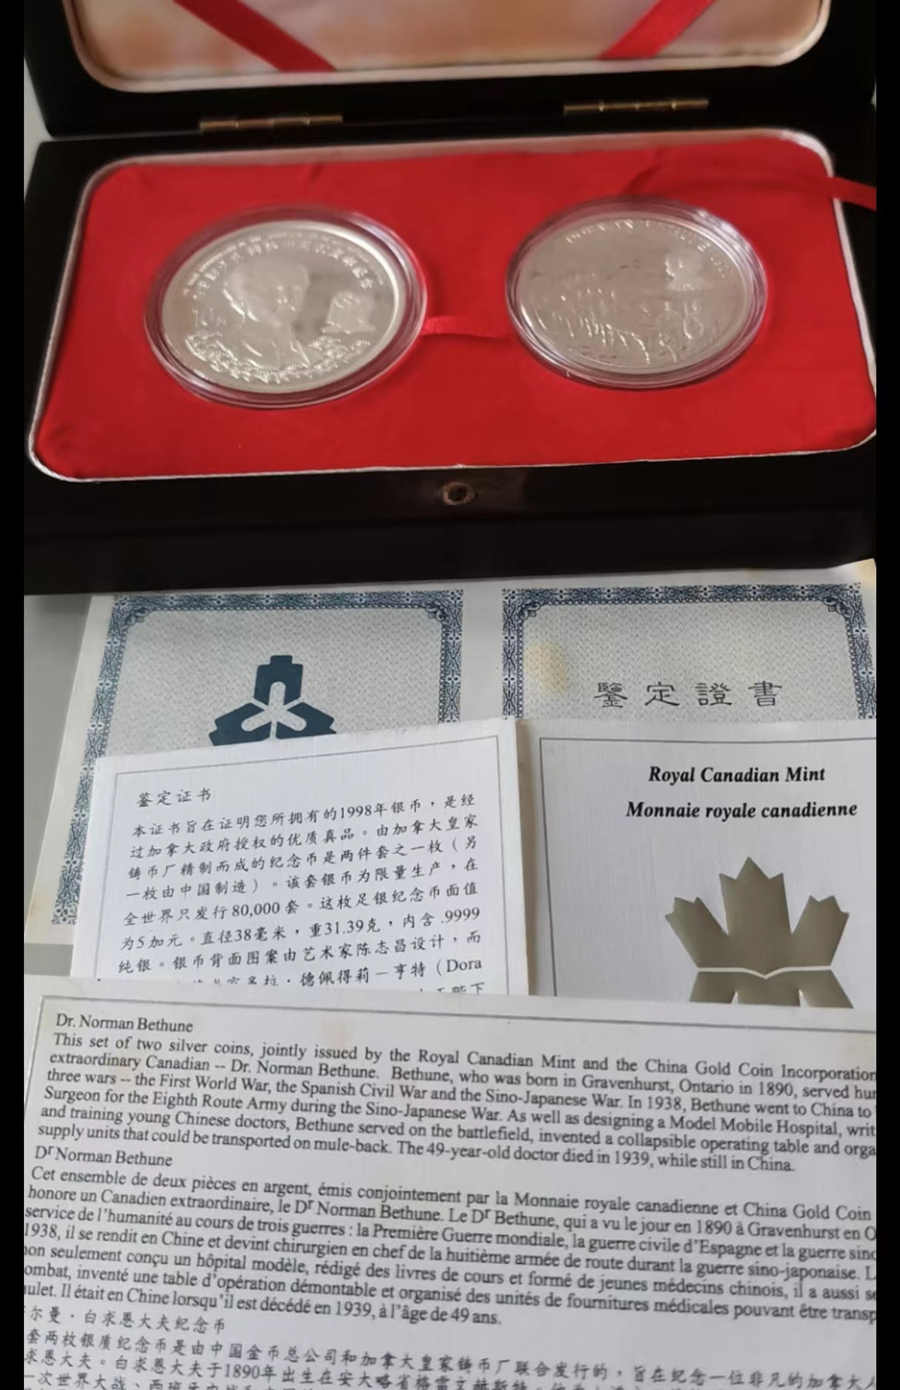 鉴定證書
鉴定证书
本证书旨在证明您所拥有的1998年银币，是经
过加拿大政府授权的优质真品。由加拿大皇家
铸币厂精制而成的纪念币是两件套之一枚（另
一枚由中国制造）。该套银币为限量生产，在
全世界只发行80,000套。这枚足银纪念币面值
为5加元。直径38毫米，重31.39克，内含.9999
纯银。银币背面图案由艺术家陈志昌设计，而
德佩得莉－亨特（Dora
Royal Canadian Mint
Monnaie royale canadienne
Dr. Norman Bethune
This set of two silver coins, jointly issued by the Royal Canadian Mint and the China Gold Coin Incorporation
extraordinary Canadian -- Dr. Norman Bethune. Bethune, who was born in Gravenhurst, Ontario in 1890, served hu
three wars -- the First World War, the Spanish Civil War and the Sino-Japanese War. In 1938, Bethune went to China to
Surgeon for the Eighth Route Army during the Sino-Japanese War. As well as designing a Model Mobile Hospital, writ
and training young Chinese doctors, Bethune served on the battlefield, invented a collapsible operating table and orga
supply units that could be transported on mule-back. The 49-year-old doctor died in 1939, while still in China.
Dr Norman Bethune
Cet ensemble de deux pièces en argent, émis conjointement par la Monnaie royale canadienne et China Gold Coin
honore un Canadien extraordinaire, le Dr Norman Bethune. Le Dr Bethune, qui a vu le jour en 1890 à Gravenhurst en O
service de l'humanité au cours de trois guerres : la Première Guerre mondiale, la guerre civile d'Espagne et la guerre sino
1938, il se rendit en Chine et devint chirurgien en chef de la huitième armée de route durant la guerre sino-japonaise. L
non seulement conçu un hôpital modèle, rédigé des livres de cours et formé de jeunes médecins chinois, il a aussi se
ombat, inventé une table d'opération démontable et organisé des unités de fournitures médicales pouvant être transp
ulet. Il était en Chine lorsqu'il est décédé en 1939, à l'âge de 49 ans.
尔曼·白求恩大夫纪念币
套两枚银质纪念币是由中国金币总公司和加拿大皇家铸币厂联合发行的，旨在纪念一位非凡的加拿大人
求恩大夫。白求恩大夫于1890年出生在安大略省格雷文赫斯特
一次世界大战、西班牙内战